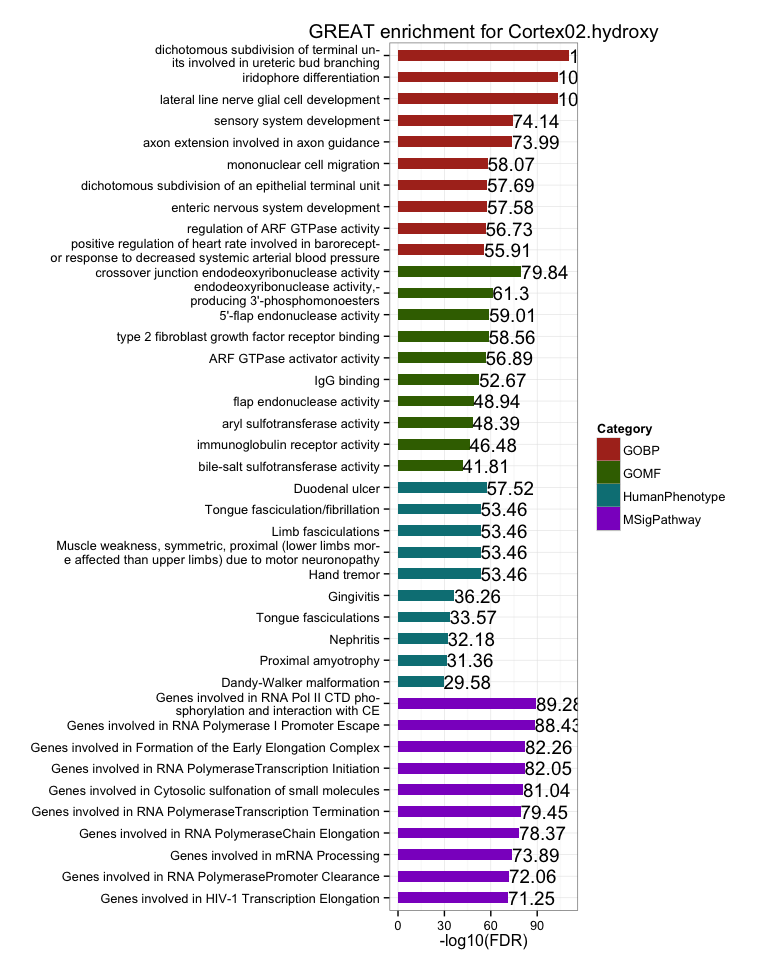 GREAT enrichment for Cortex02.hydroxy
dichotomous subdivision of terminal un-
its involved in ureteric bud branching
1
iridophore differentiation
10
lateral line nerve glial cell development
10
sensory system development
74.14
axon extension involved in axon guidance
73.99
mononuclear cell migration
58.07
dichotomous subdivision of an epithelial terminal unit
57.69
enteric nervous system development
57.58
regulation of ARF GTPase activity
56.73
positive regulation of heart rate involved in barorecept-
or response to decreased systemic arterial blood pressure
55.91
crossover junction endodeoxyribonuclease activity
79.84
endodeoxyribonuclease activity,-
producing 3'-phosphomonoesters
61.3
5'-flap endonuclease activity
59.01
type 2 fibroblast growth factor receptor binding
58.56
ARF GTPase activator activity
56.89
IgG binding
52.67
flap endonuclease activity
48.94
aryl sulfotransferase activity
48.39
immunoglobulin receptor activity
46.48
bile-salt sulfotransferase activity
41.81
Duodenal ulcer
57.52
Tongue fasciculation/fibrillation
53.46
Limb fasciculations
53.46
Muscle weakness, symmetric, proximal (lower limbs mor-
e affected than upper limbs) due to motor neuronopathy
53.46
Hand tremor
53.46
Gingivitis
36.26
Tongue fasciculations
33.57
Nephritis
32.18
Proximal amyotrophy
31.36
Dandy-Walker malformation
29.58
Genes involved in RNA Pol II CTD pho-
sphorylation and interaction with CE
89.28
Genes involved in RNA Polymerase I Promoter Escape
88.43
Genes involved in Formation of the Early Elongation Complex
82.26
Genes involved in RNA PolymeraseTranscription Initiation
82.05
Genes involved in Cytosolic sulfonation of small molecules
81.04
Genes involved in RNA PolymeraseTranscription Termination
79.45
Genes involved in RNA PolymeraseChain Elongation
78.37
Genes involved in mRNA Processing
73.89
Genes involved in RNA PolymerasePromoter Clearance
72.06
Genes involved in HIV-1 Transcription Elongation
71.25
0 30 60 90
-log10(FDR)
Category
GOBP
GOMF
HumanPhenotype
MSigPathway